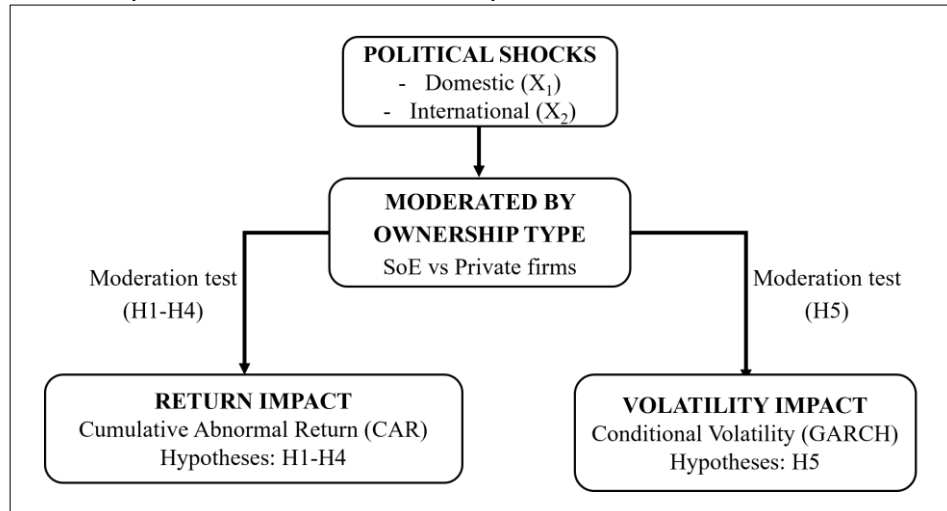 POLITICAL SHOCKS
- Domestic (X₁)
- International (X₂)
MODERATED BY
OWNERSHIP TYPE
SoE vs Private firms
Moderation test
(H1-H4)
Moderation test
(H5)
RETURN IMPACT
Cumulative Abnormal Return (CAR)
Hypotheses: H1-H4
VOLATILITY IMPACT
Conditional Volatility (GARCH)
Hypotheses: H5